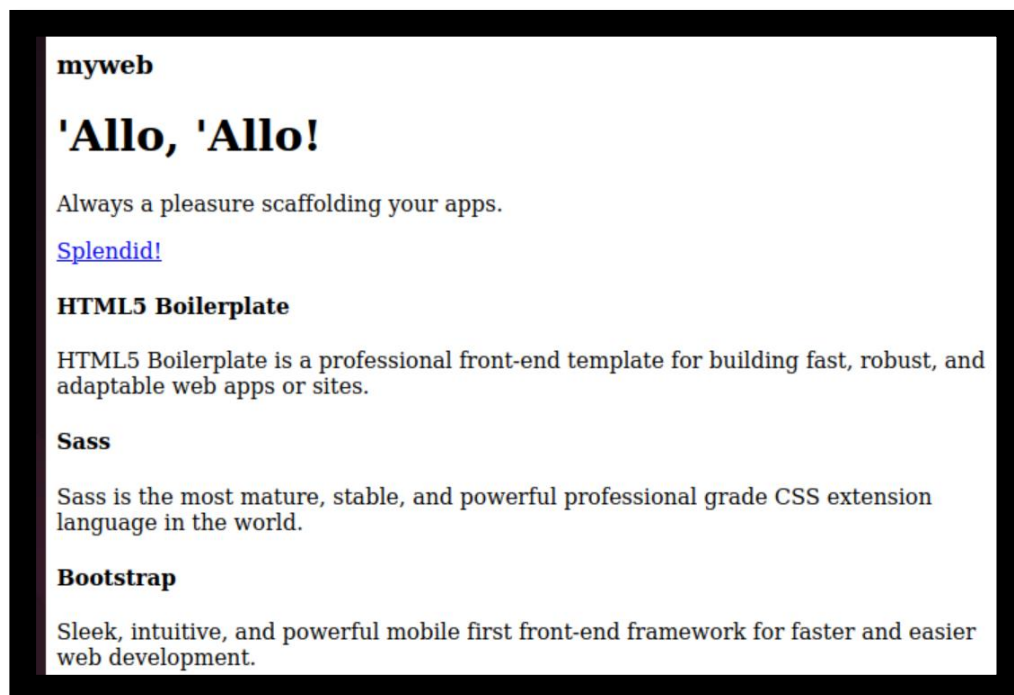 myweb
'Allo, 'Allo!
Always a pleasure scaffolding your apps.
Splendid!
HTML5 Boilerplate
HTML5 Boilerplate is a professional front-end template for building fast, robust, and
adaptable web apps or sites.
Sass
Sass is the most mature, stable, and powerful professional grade CSS extension
language in the world.
Bootstrap
Sleek, intuitive, and powerful mobile first front-end framework for faster and easier
web development.